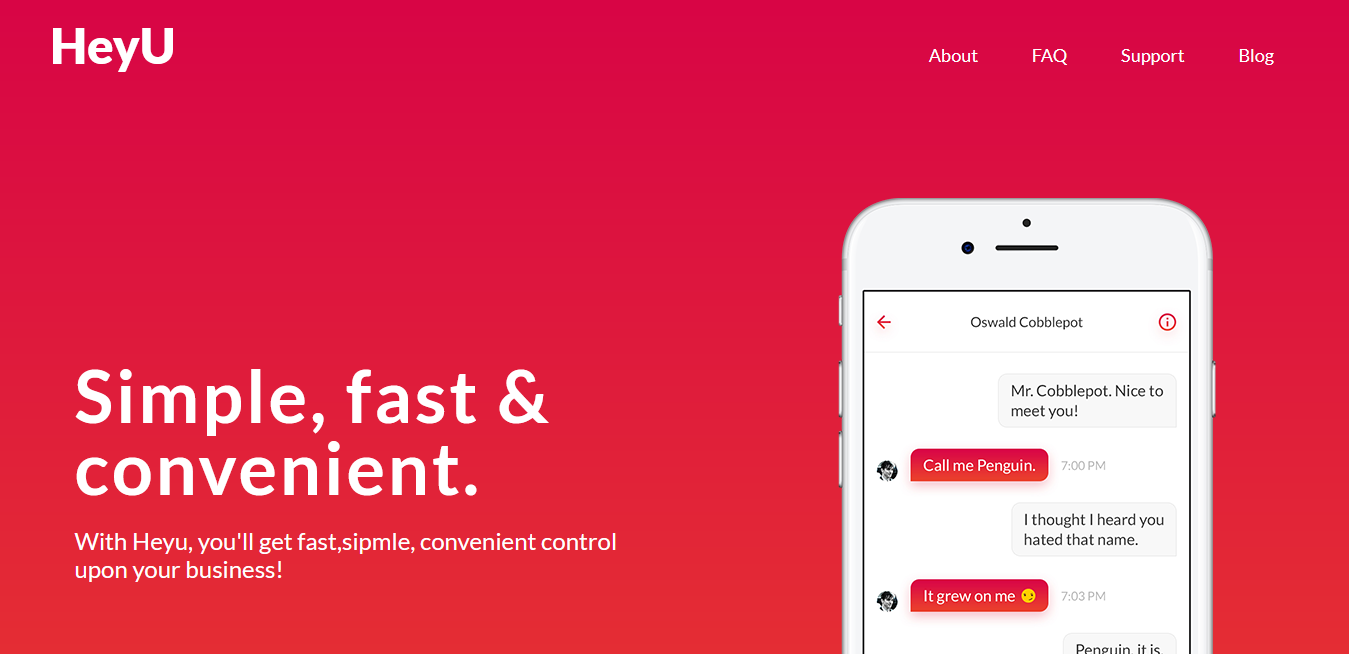 HeyU
About FAQ Support Blog
Simple, fast &
convenient.
With Heyu, you'll get fast,sipmle, convenient control
upon your business!
Oswald Cobblepot
Mr. Cobblepot. Nice to
meet you!
Call me Penguin. 7:00 PM
I thought I heard you
hated that name.
It grew on me 😏 7:03 PM
Penguin, it is.